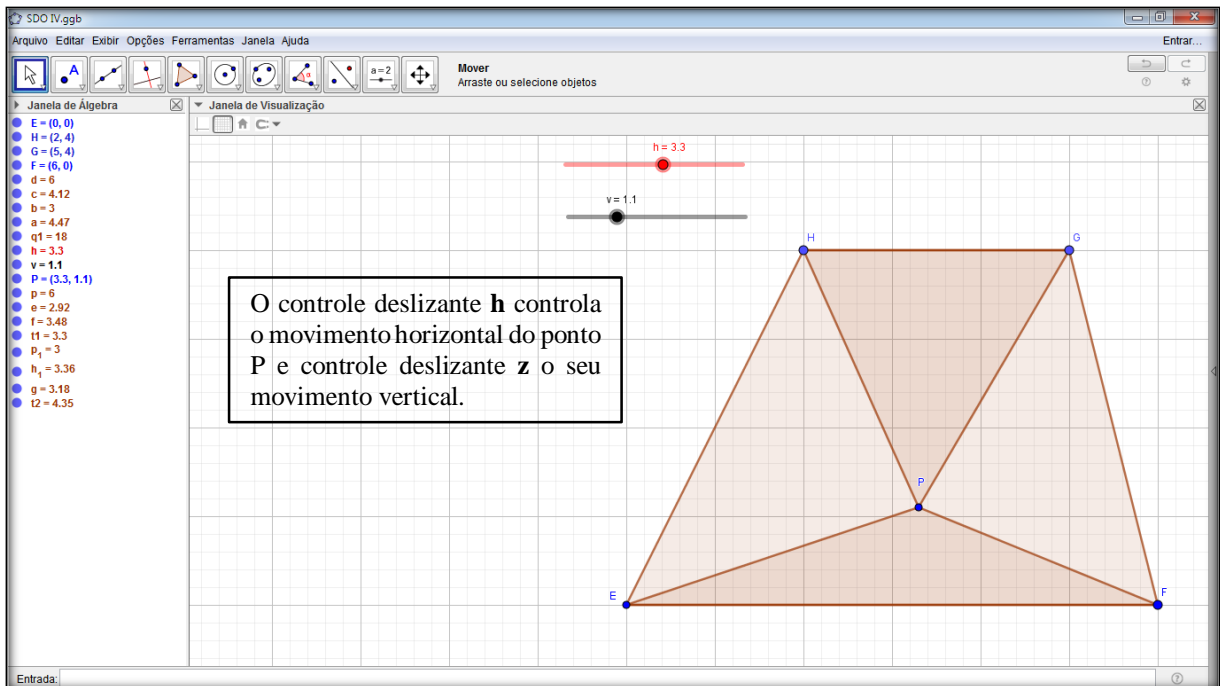 SDO IV.ggb
Arquivo Editar Exibir Opções Ferramentas Janela Ajuda Entrar...
A
a=2
Mover
Arraste ou selecione objetos
Janela de Álgebra
Janela de Visualização
E = (0, 0)
H = (2, 4)
G = (5, 4)
F = (6, 0)
d = 6
c = 4.12
b = 3
a = 4.47
q1 = 18
h = 3.3
v = 1.1
P = (3.3, 1.1)
p = 6
e = 2.92
f = 3.48
t1 = 3.3
p₁ = 3
h₁ = 3.36
g = 3.18
t2 = 4.35
h = 3.3
v = 1.1
O controle deslizante h controla
o movimento horizontal do ponto
P e controle deslizante z o seu
movimento vertical.
H
G
P
E
F
Entrada: